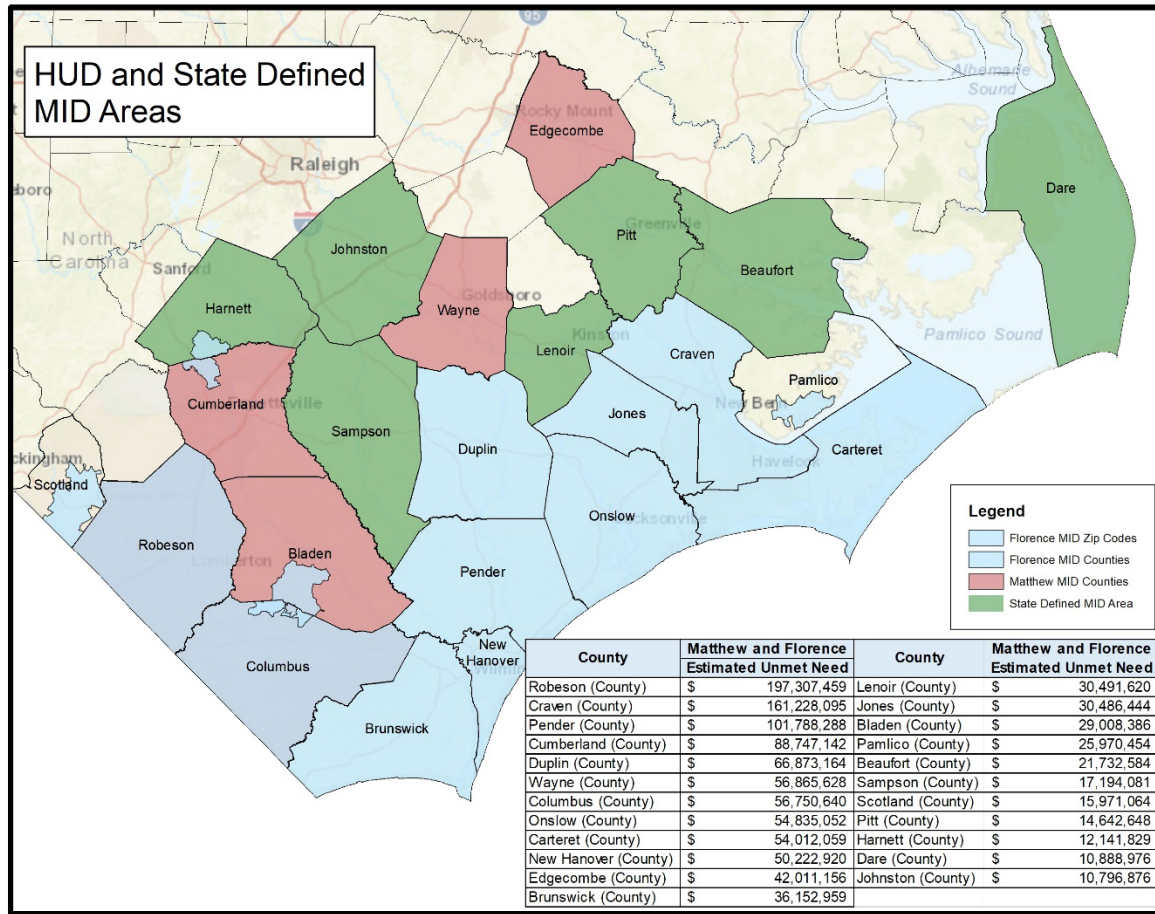 HUD and State Defined
MID Areas
95
Albemarle
Sound
Rocky Mount
Edgecombe
Raleigh
Dare
Greenville
Pitt
North
Carolina
Sanford
Johnston
Beaufort
Harnett
Goldsboro
Wayne
Kinston
Lenoir
Craven
Pamlico Sound
Pamlico
Cumberland
Jones
New Bern
Sampson
Duplin
Carteret
Havelock
Scotland
Onslow
Jacksonville
Robeson
Lumberton
Bladen
Pender
Columbus
New
Hanover
Brunswick
Legend
Florence MID Zip Codes
Florence MID Counties
Matthew MID Counties
State Defined MID Area
County Matthew and Florence Estimated Unmet Need County Matthew and Florence Estimated Unmet Need
Robeson (County) $ 197,307,459 Lenoir (County) $ 30,491,620
Craven (County) $ 161,228,095 Jones (County) $ 30,486,444
Pender (County) $ 101,788,288 Bladen (County) $ 29,008,386
Cumberland (County) $ 88,747,142 Pamlico (County) $ 25,970,454
Duplin (County) $ 66,873,164 Beaufort (County) $ 21,732,584
Wayne (County) $ 56,865,628 Sampson (County) $ 17,194,081
Columbus (County) $ 56,750,640 Scotland (County) $ 15,971,064
Onslow (County) $ 54,835,052 Pitt (County) $ 14,642,648
Carteret (County) $ 54,012,059 Harnett (County) $ 12,141,829
New Hanover (County) $ 50,222,920 Dare (County) $ 10,888,976
Edgecombe (County) $ 42,011,156 Johnston (County) $ 10,796,876
Brunswick (County) $ 36,152,959